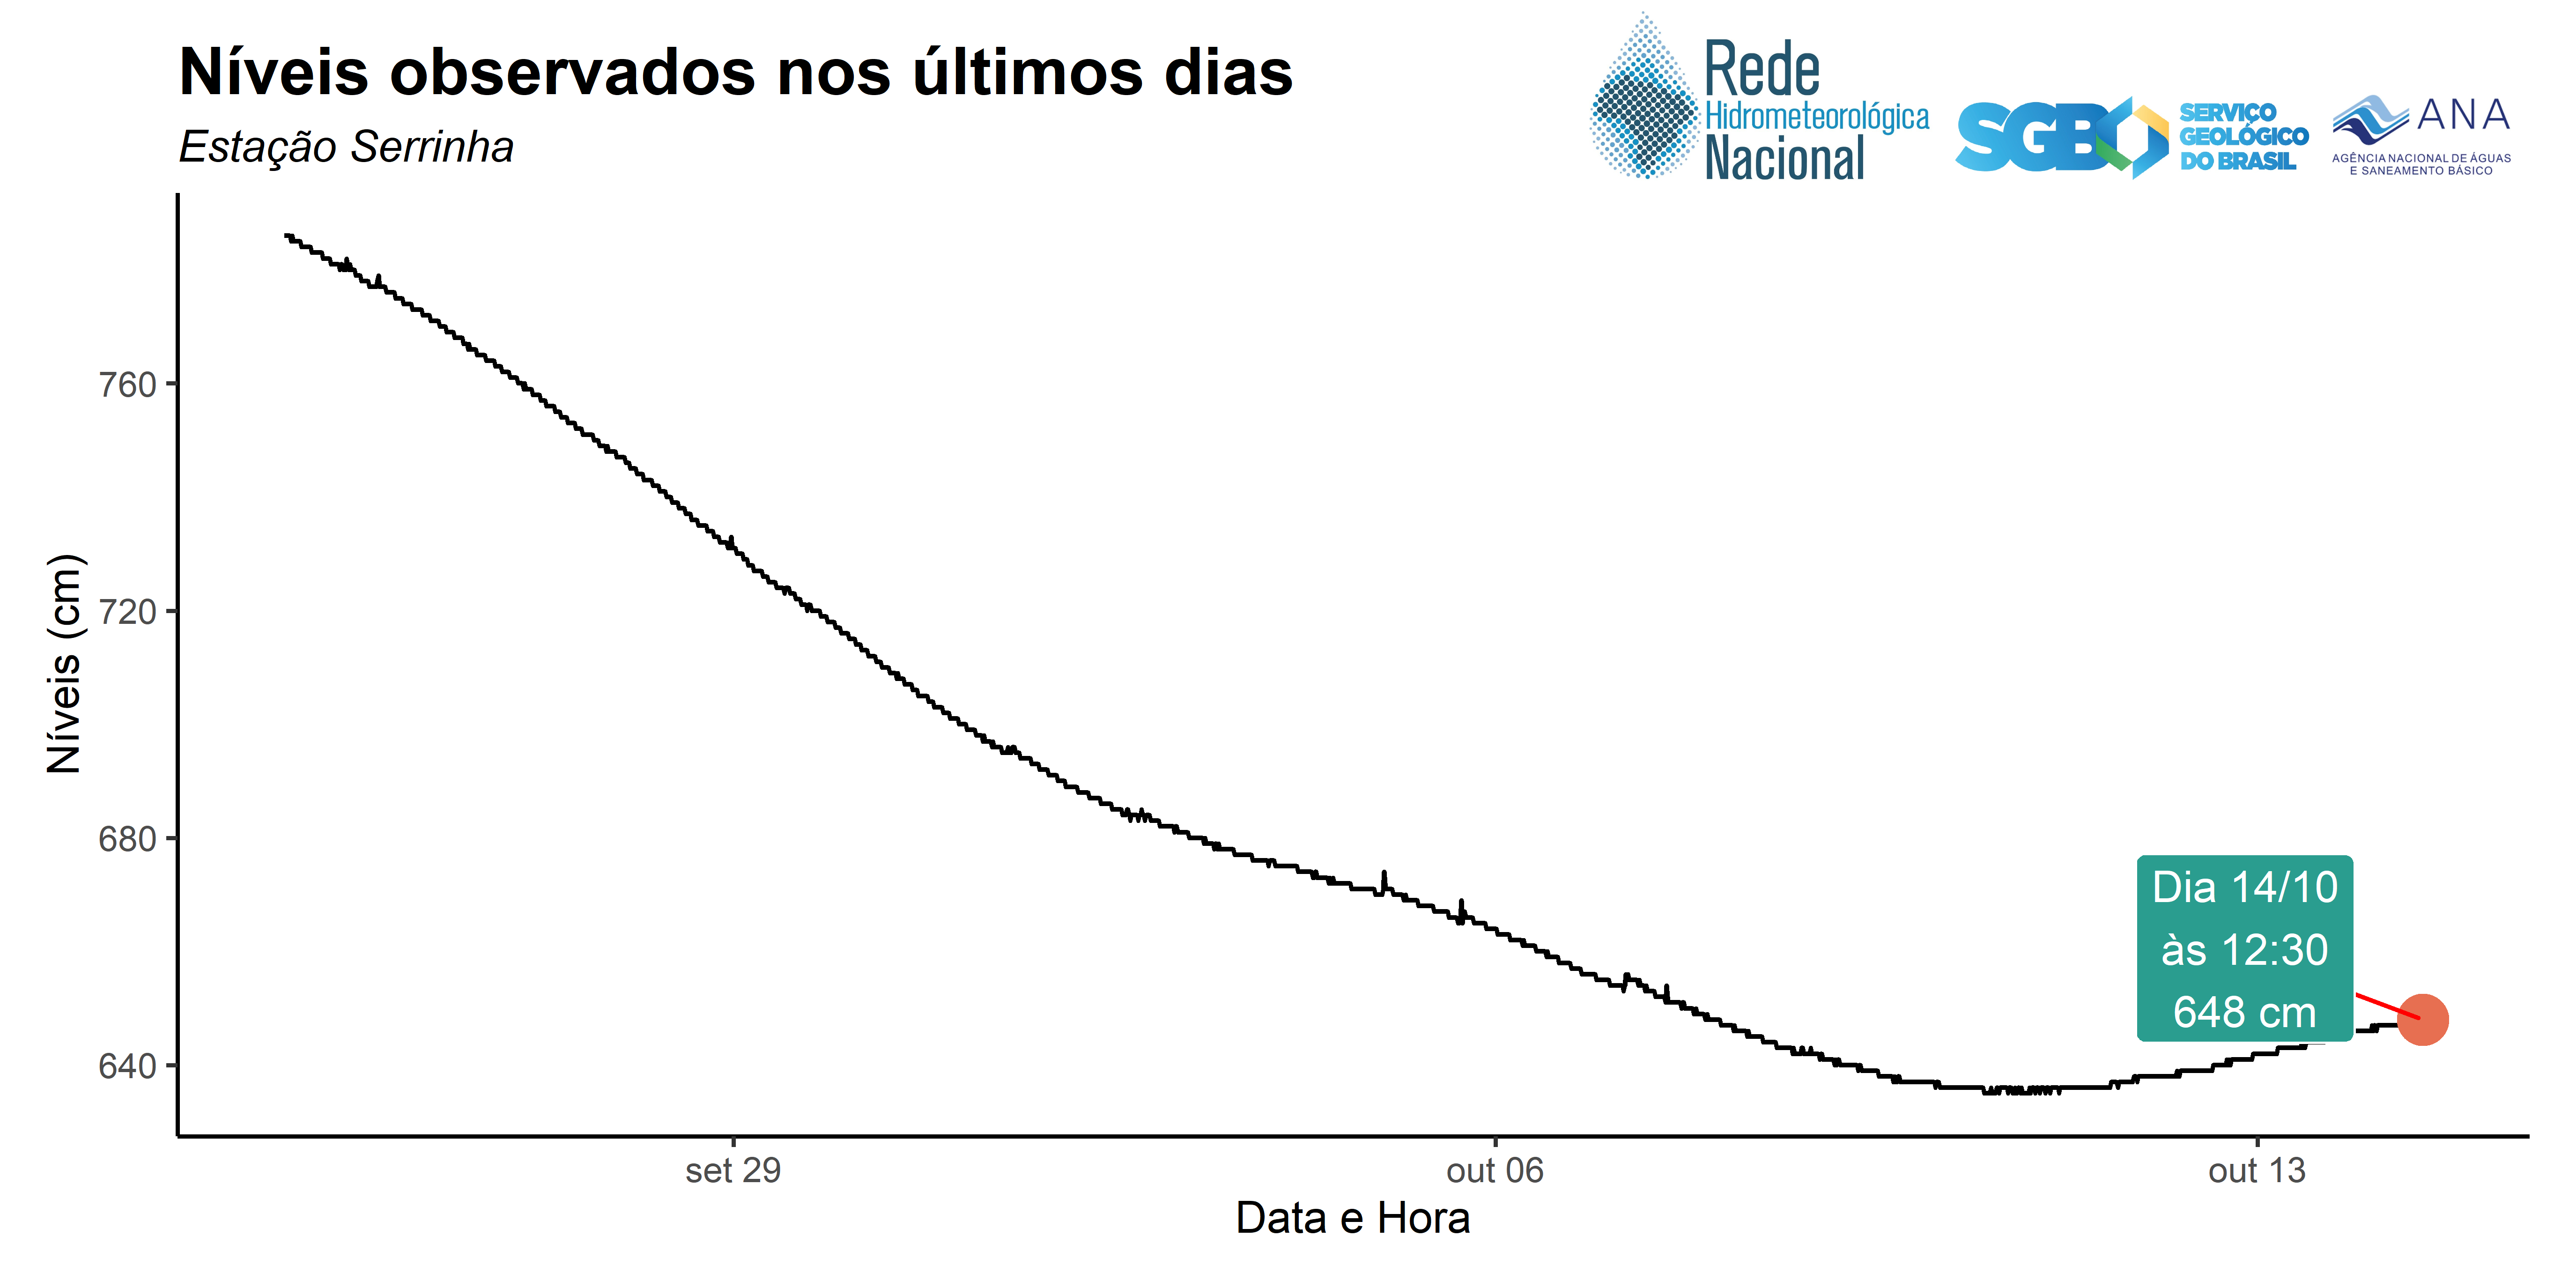 Níveis observados nos últimos dias
Estação Serrinha
Rede
Hidrometeorológica
Nacional
SGB
SERVIÇO
GEOLÓGICO
DO BRASIL
ANA
AGÊNCIA NACIONAL DE ÁGUAS
E SANEAMENTO BÁSICO
Níveis (cm)
760
720
680
640
Dia 14/10
às 12:30
648 cm
set 29
out 06
out 13
Data e Hora